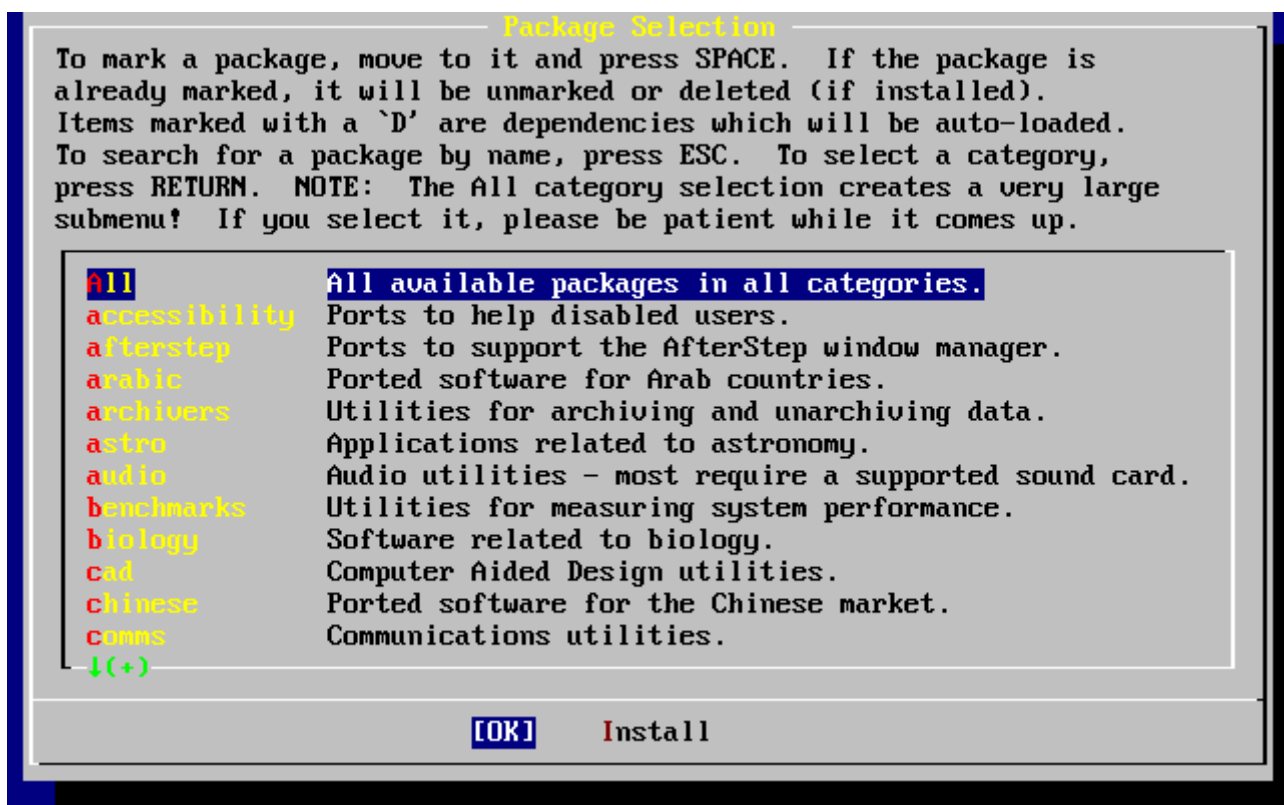 Package Selection
To mark a package, move to it and press SPACE.  If the package is
already marked, it will be unmarked or deleted (if installed).
Items marked with a `D' are dependencies which will be auto-loaded.
To search for a package by name, press ESC.  To select a category,
press RETURN.  NOTE:  The All category selection creates a very large
submenu!  If you select it, please be patient while it comes up.
All All available packages in all categories.
accessibility Ports to help disabled users.
afterstep Ports to support the AfterStep window manager.
arabic Ported software for Arab countries.
archivers Utilities for archiving and unarchiving data.
astro Applications related to astronomy.
audio Audio utilities - most require a supported sound card.
benchmarks Utilities for measuring system performance.
biology Software related to biology.
cad Computer Aided Design utilities.
chinese Ported software for the Chinese market.
comms Communications utilities.
↓(+)
[OK] Install